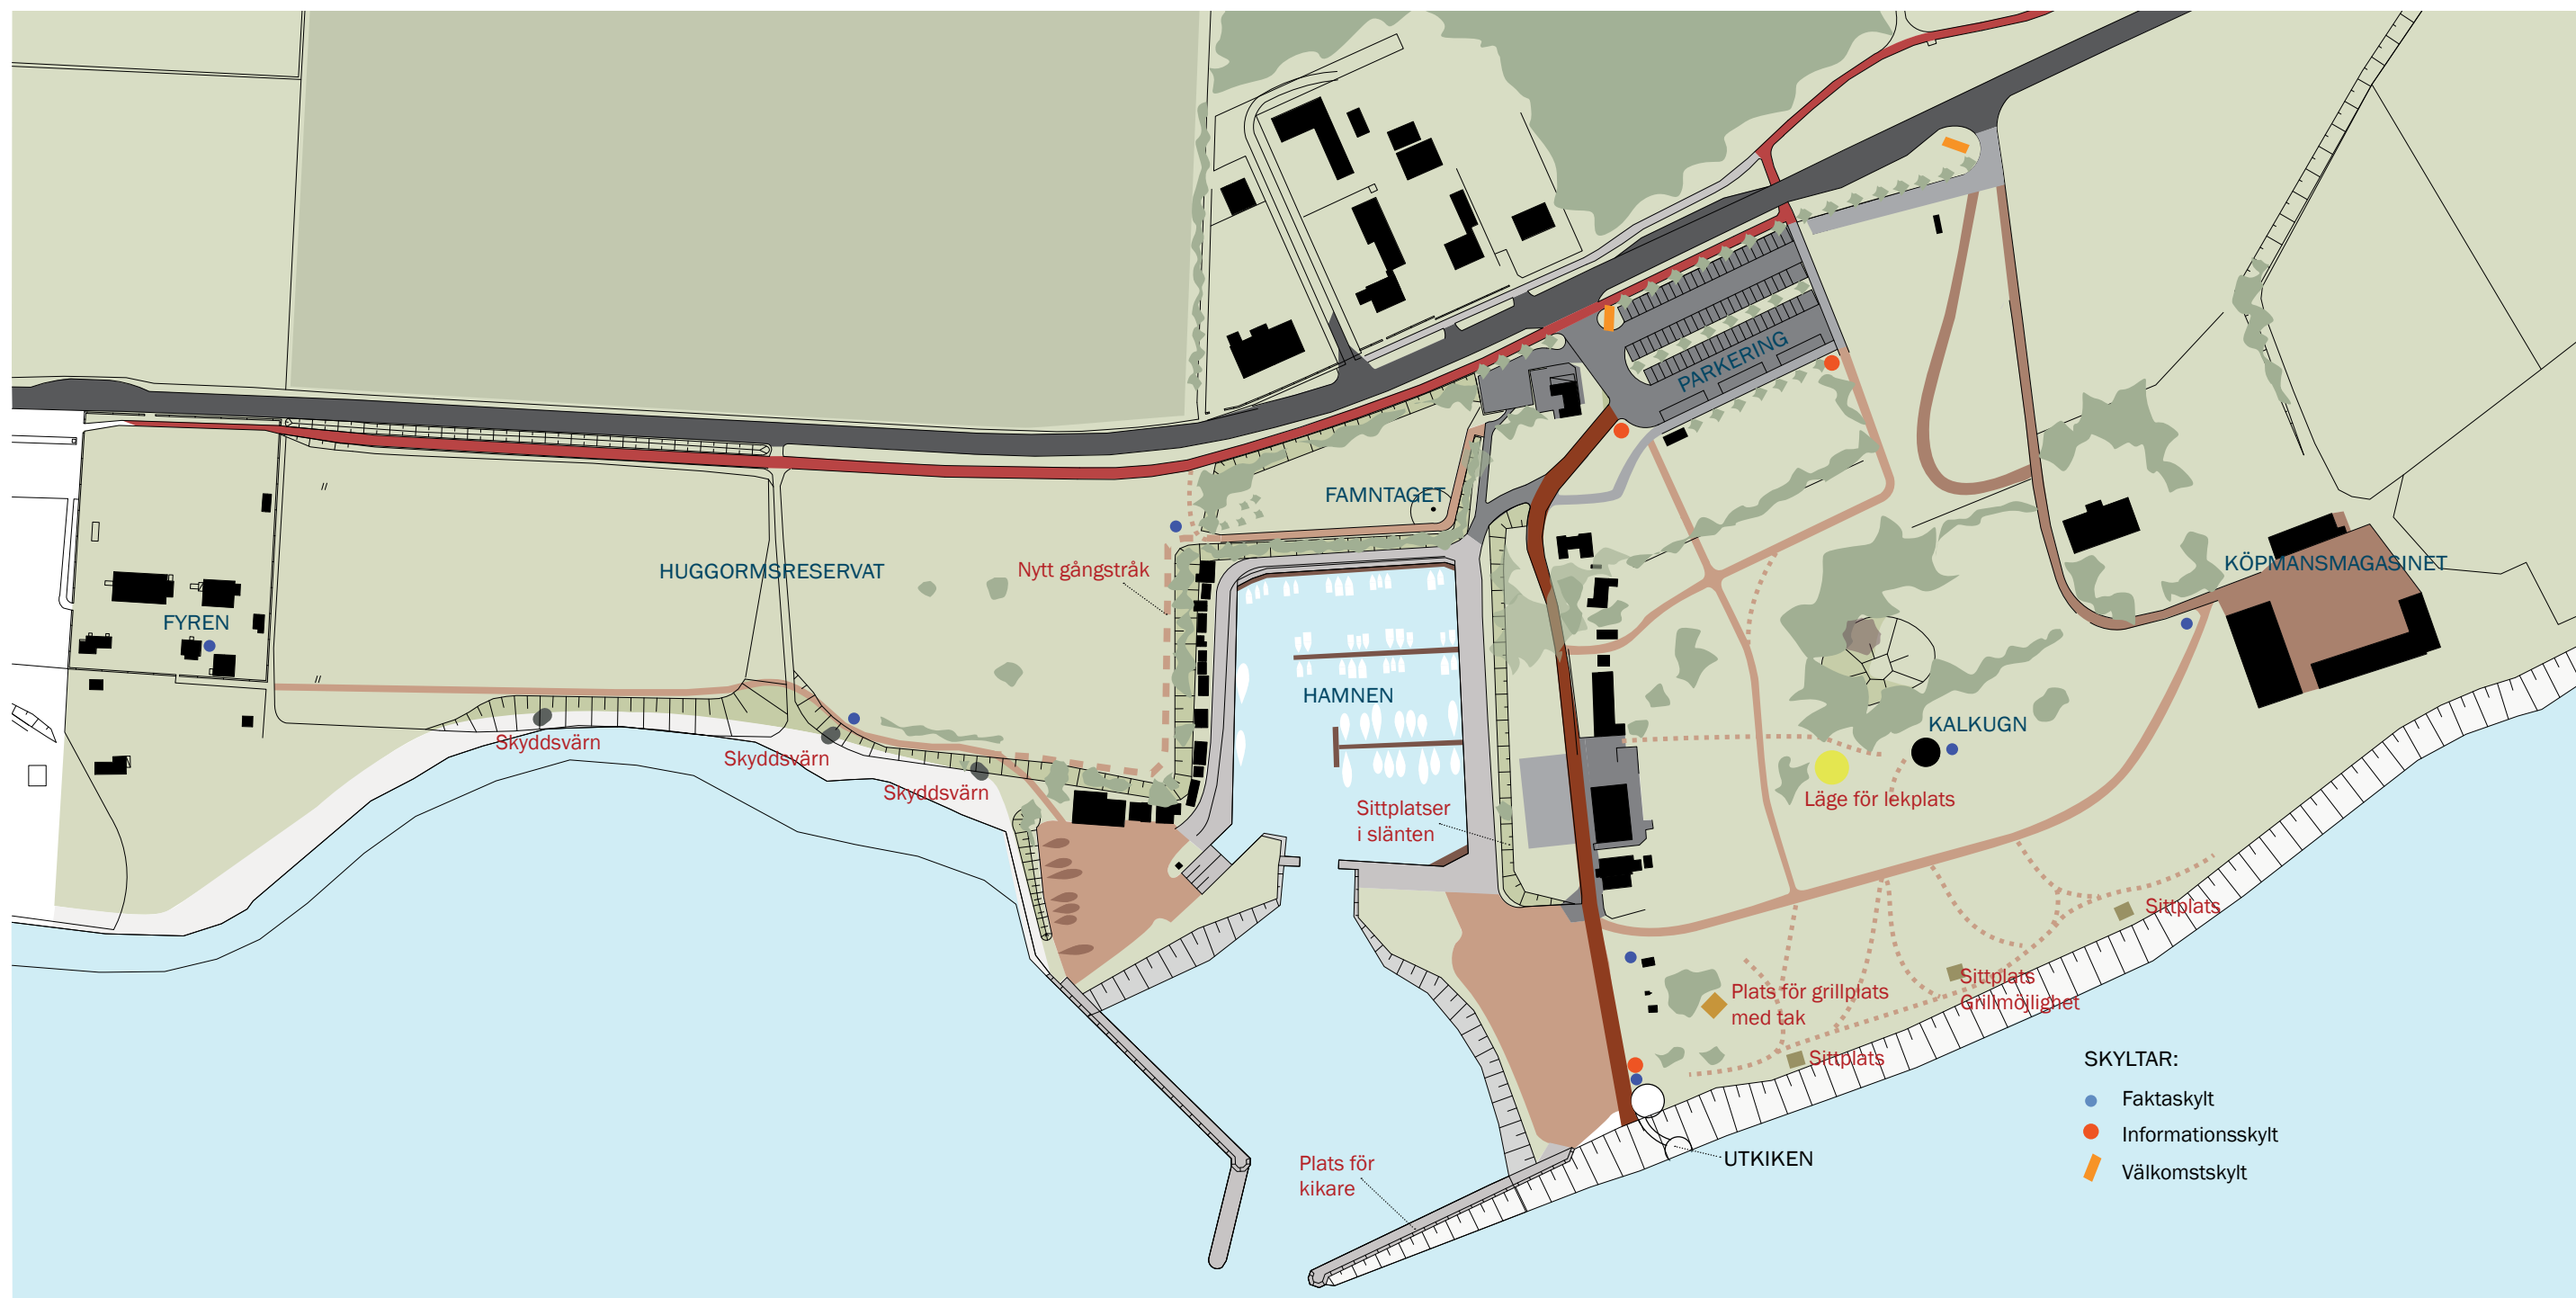 PARKERING
FAMNTAGET
Nytt gångstråk
HUGGORMSRESERVAT
KÖPMANSMAGASINET
FYREN
HAMNEN
KALKUGN
Skyddsvärn
Skyddsvärn
Skyddsvärn
Sittplatser
i slänten
Läge för lekplats
Sittplats
Sittplats
Grillmöjlighet
Plats för grillplats
med tak
Sittplats
Plats för
kikare
UTKIKEN
SKYLTAR:
Faktaskylt
Informationsskylt
Välkomstskylt